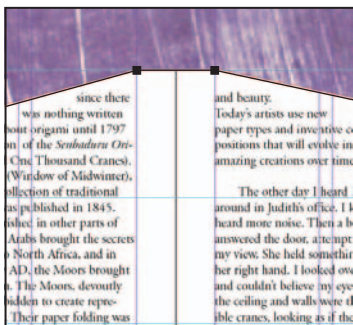 since there
was nothing written
bout origami until 1797
on of the Senbaduru Ori-
One Thousand Cranes).
(Window of Midwinter),
ollection of traditional
as published in 1845.
ished in other parts of
Arabs brought the secrets
North Africa, and in
AD, the Moors brought
n. The Moors, devoutly
bidden to create repre-
Their paper folding was
and beauty.
Today's artists use new
paper types and inventive co
positions that will evolve in
amazing creations over time
The other day I heard
around in Judith's office. I k
heard more noise. Then a b
answered the door, attempt
my view. She held somethin
her right hand. I looked ov
and couldn't believe my eye
the ceiling and walls were th
ible cranes, looking as if the